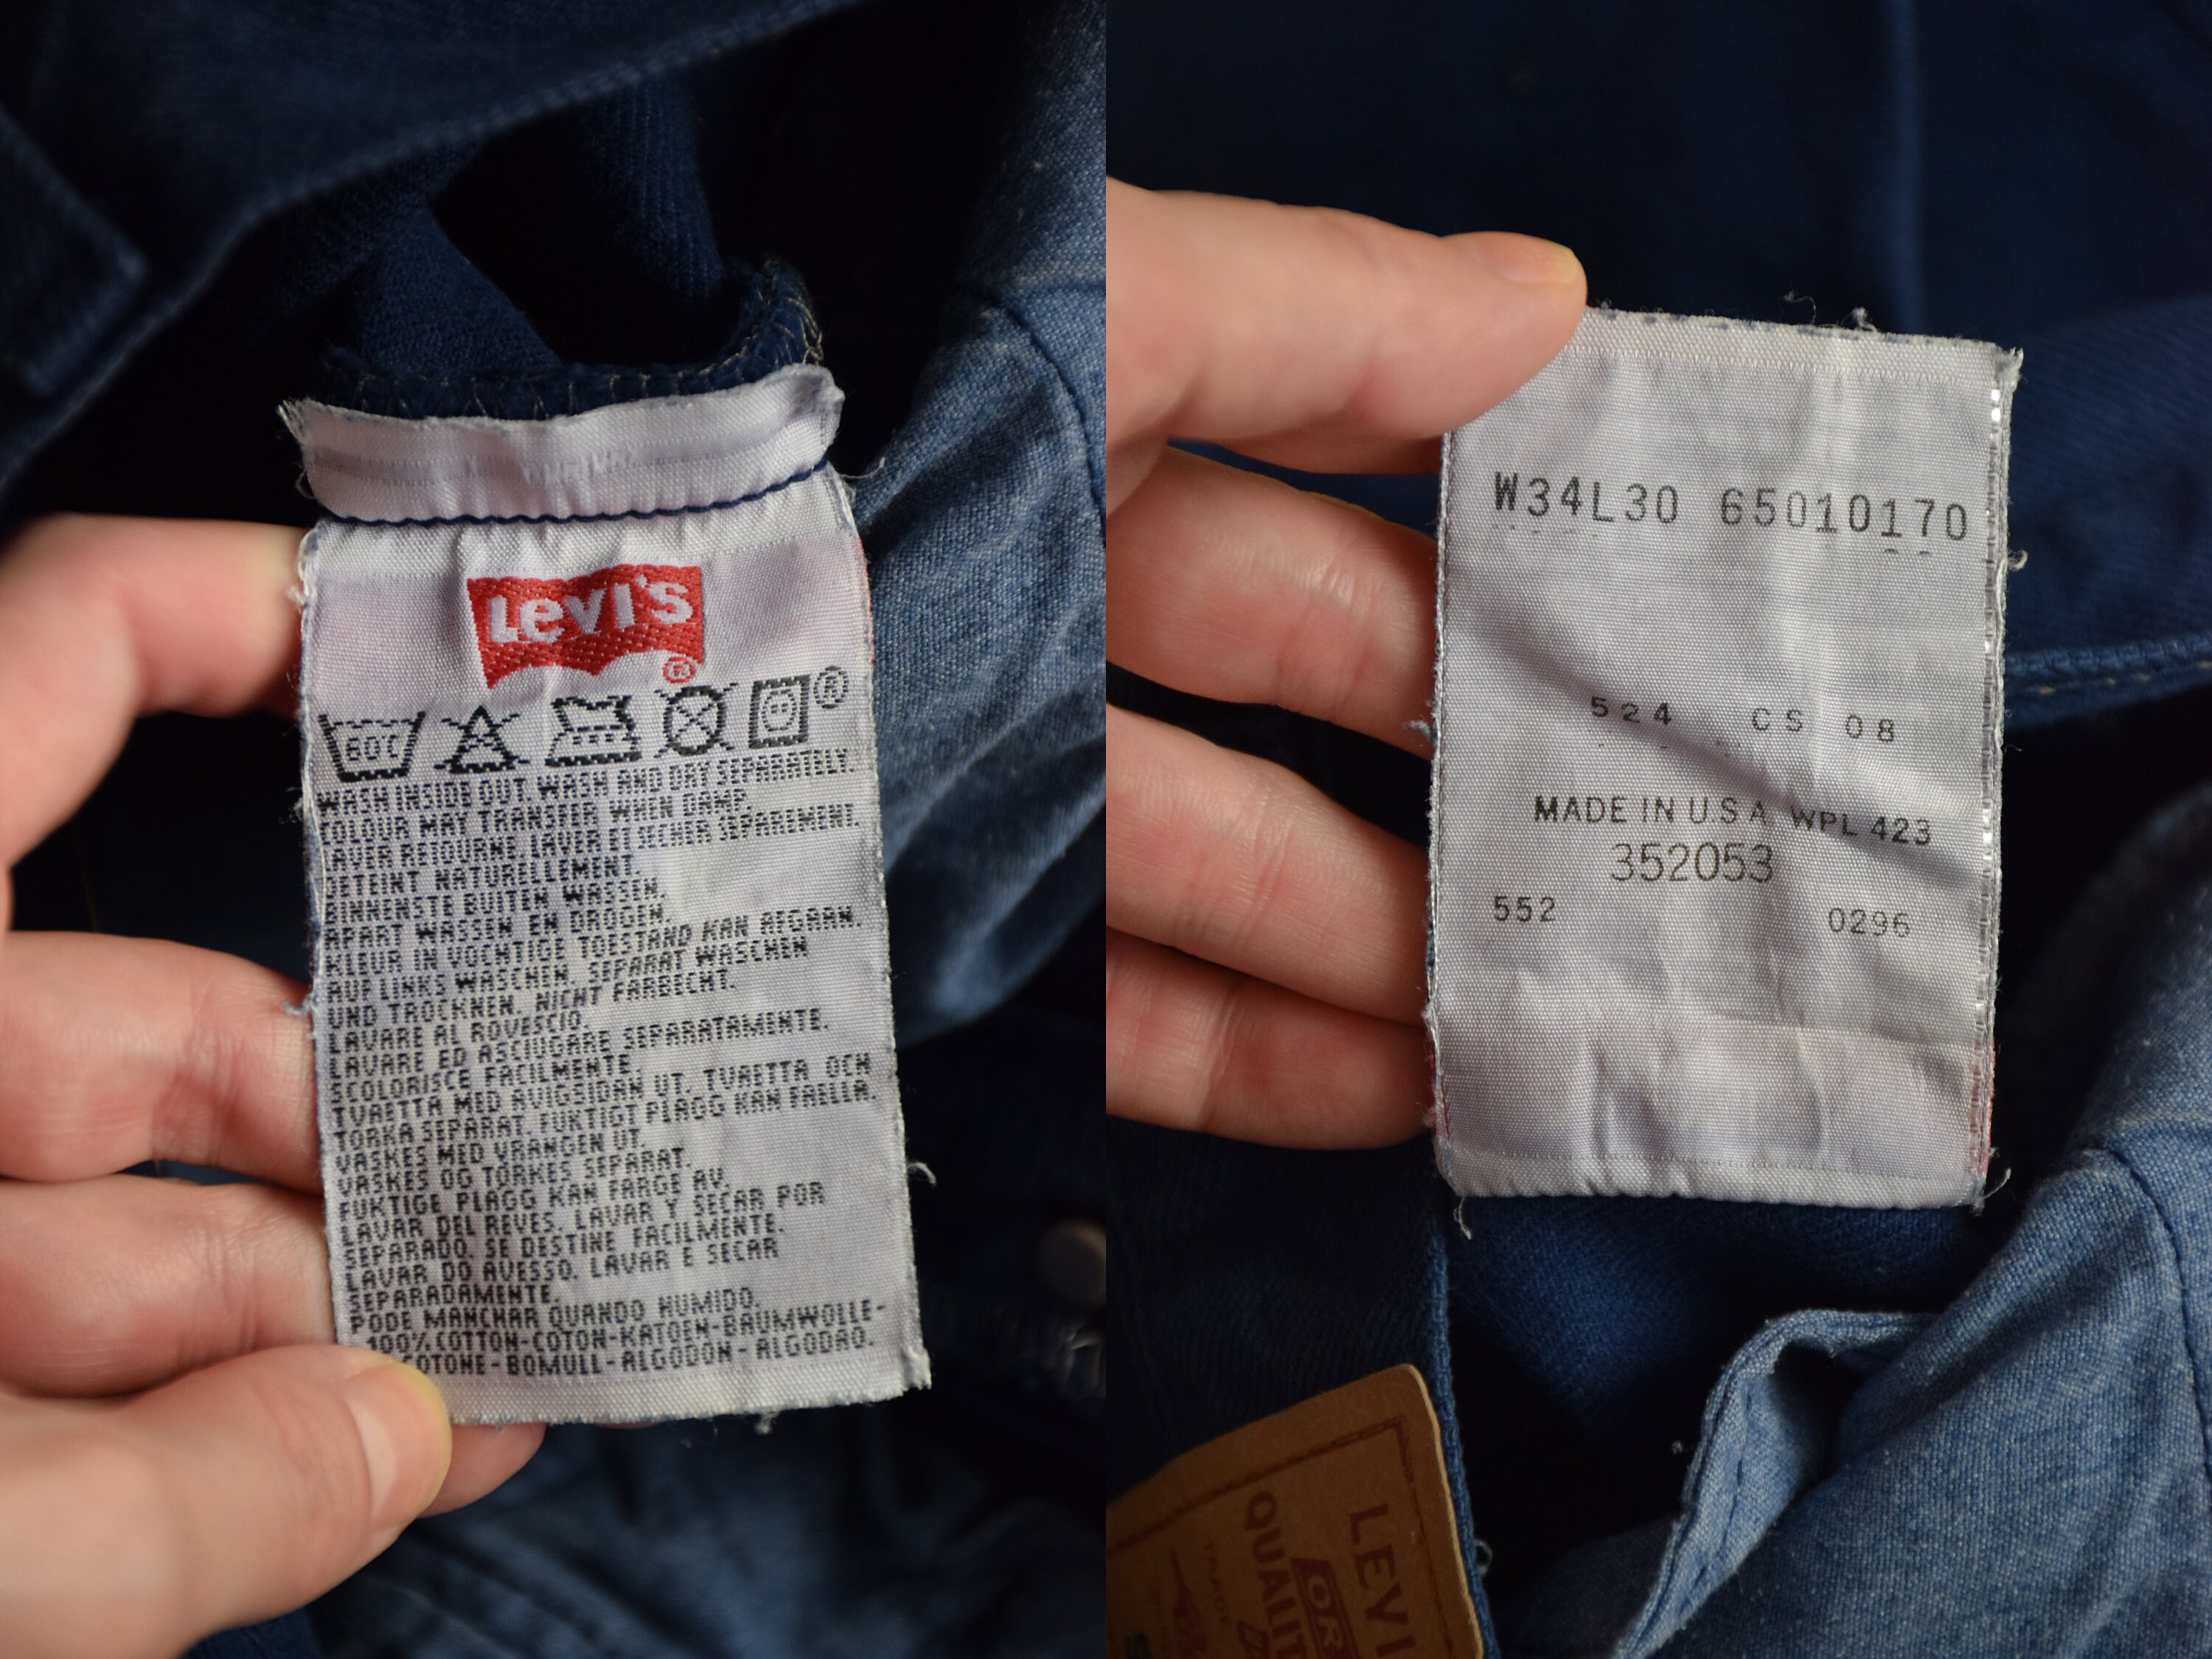 Levi's
®
60°C
®
WASH INSIDE OUT. WASH AND DRY SEPARATELY.
COLOUR MAY TRANSFER WHEN DAMP.
LAVER RETOURNE. LAVER ET SECHER SEPAREMENT.
DETEINT NATURELLEMENT.
BINNENSTE BUITEN WASSEN.
APART WASSEN EN DROGEN.
KLEUR IN VOCHTIGE TOESTAND KAN AFGAAN.
AUF LINKS WASCHEN. SEPARAT WASCHEN
UND TROCKNEN. NICHT FARBECHT.
LAVARE AL ROVESCIO.
LAVARE ED ASCIUGARE SEPARATAMENTE.
SCOLORISCE FACILMENTE.
TVAETTA MED AVIGSIDAN UT. TVAETTA OCH
TORKA SEPARAT. FUKTIGT PLAGG KAN FAELLA.
VASKES MED VRANGEN UT.
VASKES OG TORKES SEPARAT.
FUKTIGE PLAGG KAN FARGE AV.
LAVAR DEL REVES. LAVAR Y SECAR POR
SEPARADO. SE DESTINE FACILMENTE.
LAVAR DO AVESSO. LAVAR E SECAR
SEPARADAMENTE.
PODE MANCHAR QUANDO HUMIDO.
100% COTTON-COTON-KATOEN-BAUMWOLLE-
COTONE-BOMULL-ALGODON-ALGODAO.
W34L30 65010170
524 CS 08
MADE IN U.S.A WPL 423
352053
552 0296
LEVI
QUALIT
TRADE